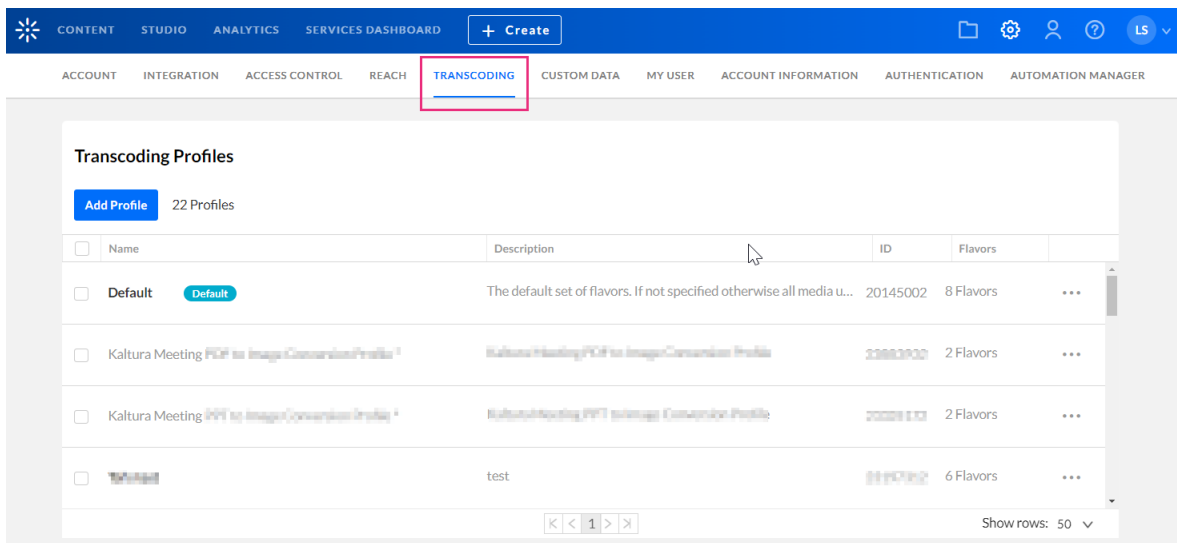 CONTENT STUDIO ANALYTICS SERVICES DASHBOARD + Create LS
ACCOUNT INTEGRATION ACCESS CONTROL REACH TRANSCODING CUSTOM DATA MY USER ACCOUNT INFORMATION AUTHENTICATION AUTOMATION MANAGER
Transcoding Profiles
Add Profile 22 Profiles
Name Description ID Flavors
Default Default The default set of flavors. If not specified otherwise all media u... 20145002 8 Flavors
Kaltura Meeting 2 Flavors
Kaltura Meeting 2 Flavors
test 6 Flavors
1 Show rows: 50